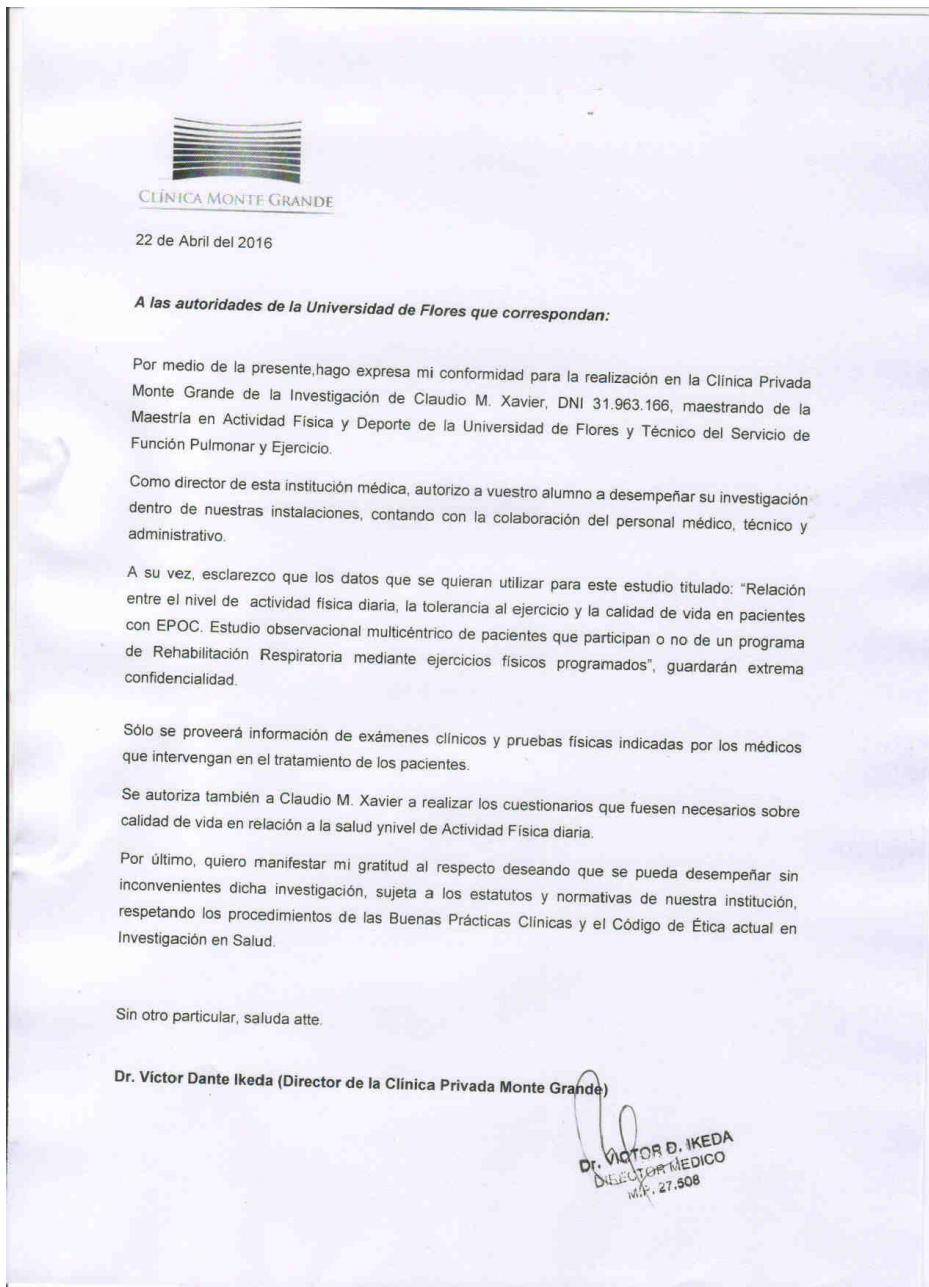 CLÍNICA MONTE GRANDE
22 de Abril del 2016
A las autoridades de la Universidad de Flores que correspondan:
Por medio de la presente,hago expresa mi conformidad para la realización en la Clínica Privada
Monte Grande de la Investigación de Claudio M. Xavier, DNI 31.963.166, maestrando de la
Maestría en Actividad Física y Deporte de la Universidad de Flores y Técnico del Servicio de
Función Pulmonar y Ejercicio.
Como director de esta institución médica, autorizo a vuestro alumno a desempeñar su investigación
dentro de nuestras instalaciones, contando con la colaboración del personal médico, técnico y
administrativo.
A su vez, esclarezco que los datos que se quieran utilizar para este estudio titulado: “Relación
entre el nivel de actividad física diaria, la tolerancia al ejercicio y la calidad de vida en pacientes
con EPOC. Estudio observacional multicéntrico de pacientes que participan o no de un programa
de Rehabilitación Respiratoria mediante ejercicios físicos programados”, guardarán extrema
confidencialidad.
Sólo se proveerá información de exámenes clínicos y pruebas físicas indicadas por los médicos
que intervengan en el tratamiento de los pacientes.
Se autoriza también a Claudio M. Xavier a realizar los cuestionarios que fuesen necesarios sobre
calidad de vida en relación a la salud ynivel de Actividad Física diaria.
Por último, quiero manifestar mi gratitud al respecto deseando que se pueda desempeñar sin
inconvenientes dicha investigación, sujeta a los estatutos y normativas de nuestra institución,
respetando los procedimientos de las Buenas Prácticas Clínicas y el Código de Ética actual en
Investigación en Salud.
Sin otro particular, saluda atte.
Dr. Víctor Dante Ikeda (Director de la Clínica Privada Monte Grande)
Dr. VICTOR D. IKEDA
DIRECTOR MEDICO
M.P. 27.508